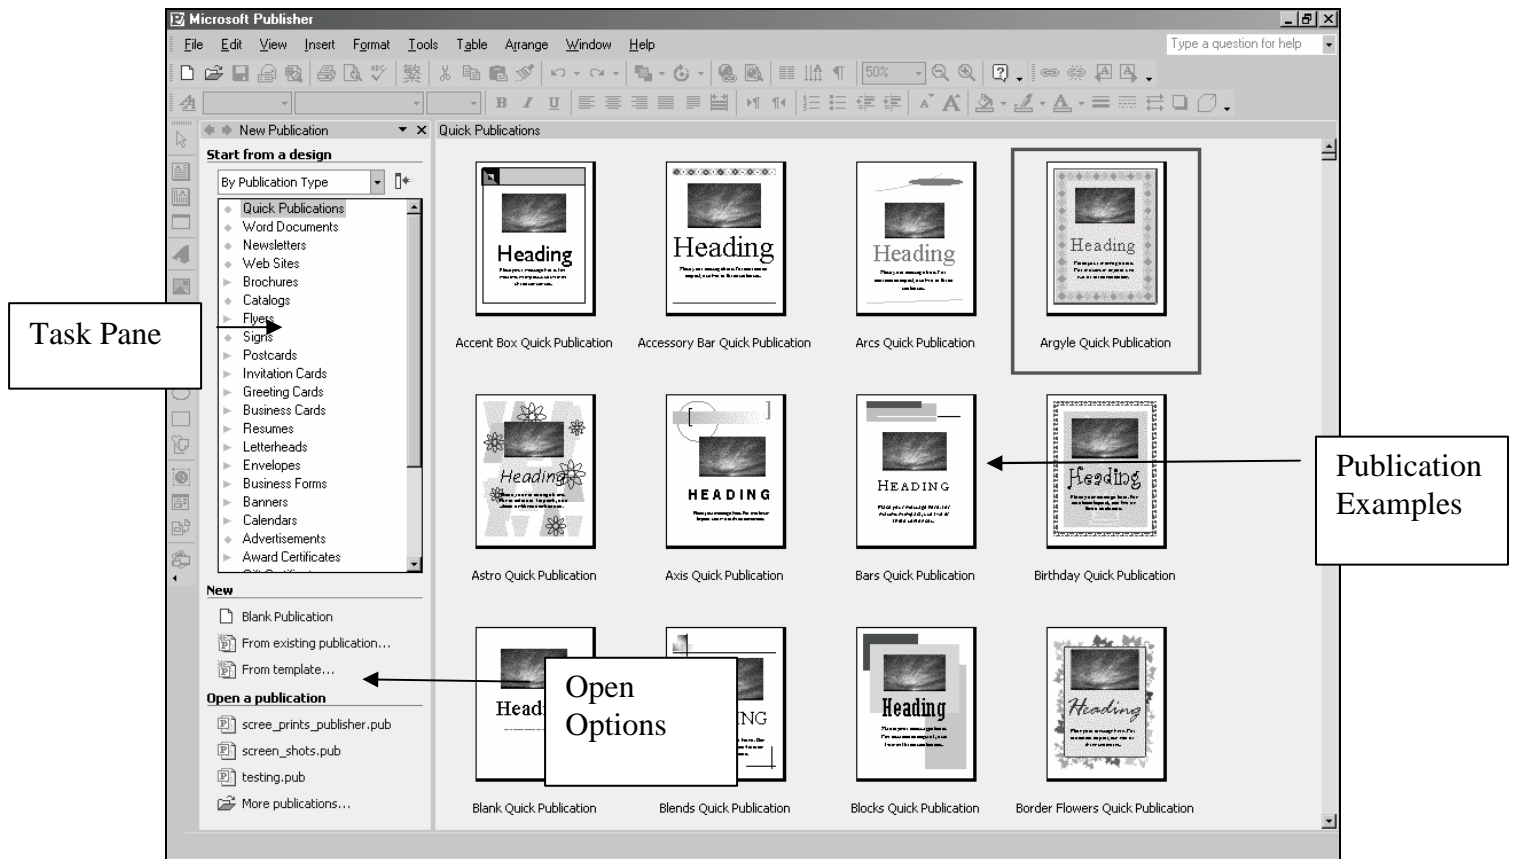 Microsoft Publisher
File Edit View Insert Format Tools Table Arrange Window Help
Type a question for help
ABC
繁
50%
B I U
New Publication
Quick Publications
Start from a design
By Publication Type
Quick Publications
Word Documents
Newsletters
Web Sites
Brochures
Catalogs
Flyers
Signs
Postcards
Invitation Cards
Greeting Cards
Business Cards
Resumes
Letterheads
Envelopes
Business Forms
Banners
Calendars
Advertisements
Award Certificates
New
Blank Publication
From existing publication...
From template...
Open a publication
scree_prints_publisher.pub
screen_shots.pub
testing.pub
More publications...
Task Pane
Heading
Heading
Heading
Heading
Accent Box Quick Publication
Accessory Bar Quick Publication
Arcs Quick Publication
Argyle Quick Publication
Heading
HEADING
HEADING
Heading
Astro Quick Publication
Axis Quick Publication
Bars Quick Publication
Birthday Quick Publication
Publication
Examples
Open
Options
Heading
Heading
Blank Quick Publication
Blends Quick Publication
Blocks Quick Publication
Border Flowers Quick Publication